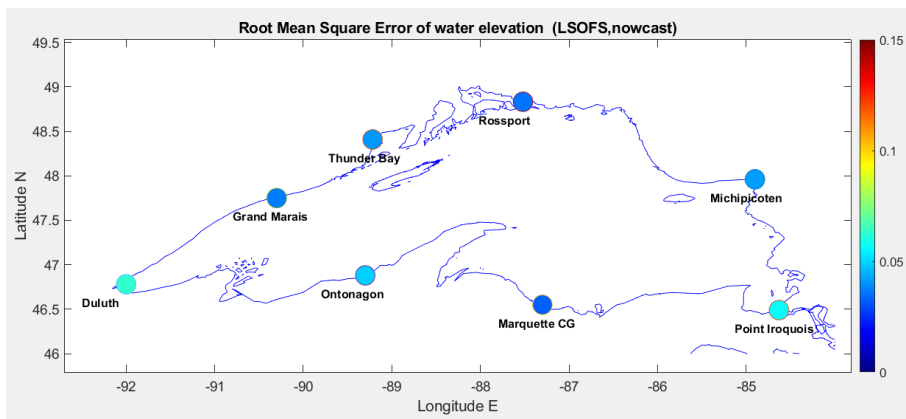 Root Mean Square Error of water elevation (LSOFS,nowcast)
49.5
49
48.5
48
47.5
47
46.5
46
Latitude N
Rossport
Thunder Bay
Michipicoten
Grand Marais
Ontonagon
Duluth
Marquette CG
Point Iroquois
-92
-91
-90
-89
-88
-87
-86
-85
Longitude E
0.15
0.1
0.05
0